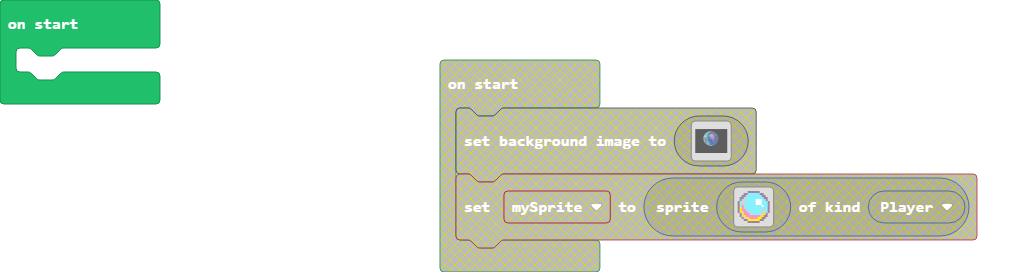 on start
on start
set background image to
set mySprite to sprite of kind Player